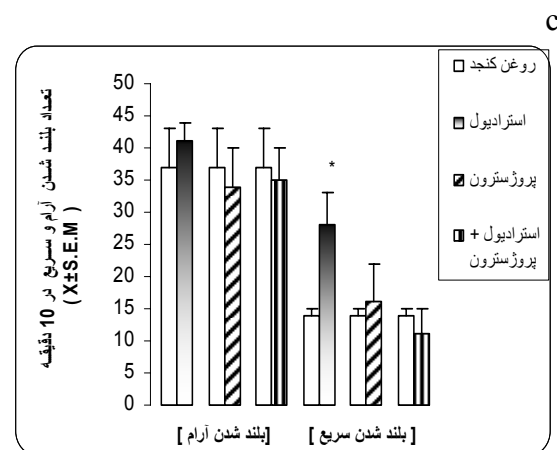 c
روغن کنجد
استرادیول
پروژسترون
استرادیول +
پروژسترون
تعداد بلند شدن آرام و سریع در 10 دقیقه
( X±S.E.M )
50
45
40
35
30
25
20
15
10
5
0
*
[بلند شدن آرام ]
[ بلند شدن سریع ]